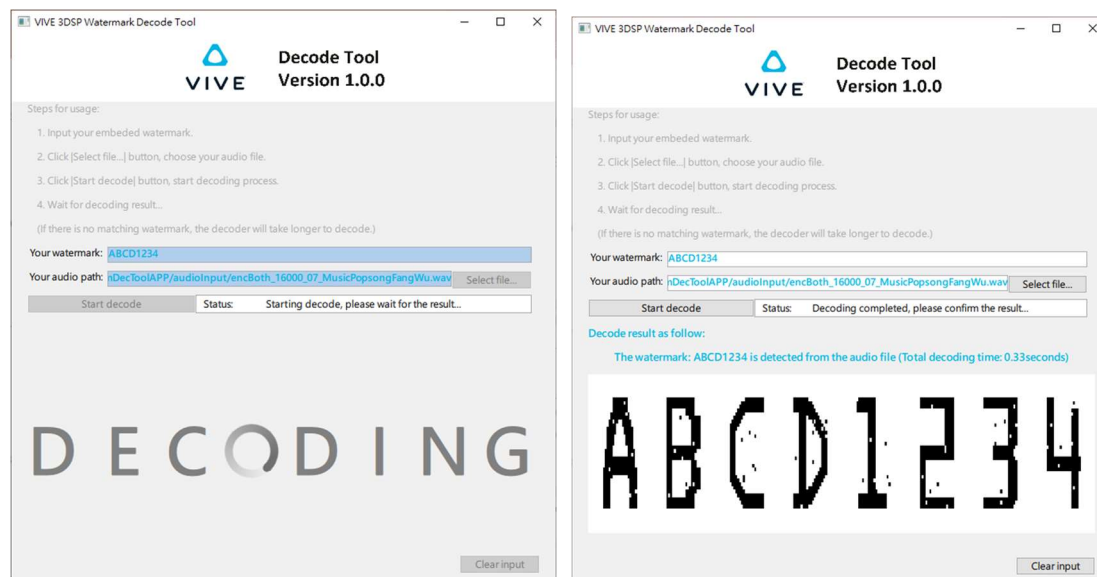 VIVE 3DSP Watermark Decode Tool
VIVE
Decode Tool
Version 1.0.0
Steps for usage:
1. Input your embeded watermark.
2. Click |Select file...| button, choose your audio file.
3. Click |Start decode| button, start decoding process.
4. Wait for decoding result...
(If there is no matching watermark, the decoder will take longer to decode.)
Your watermark: ABCD1234
Your audio path: nDecToolAPP/audioInput/encBoth_16000_07_MusicPopsongFangWu.wav Select file...
Start decode Status: Starting decode, please wait for the result...
DECODING
Clear input
VIVE 3DSP Watermark Decode Tool
VIVE
Decode Tool
Version 1.0.0
Steps for usage:
1. Input your embeded watermark.
2. Click |Select file...| button, choose your audio file.
3. Click |Start decode| button, start decoding process.
4. Wait for decoding result...
(If there is no matching watermark, the decoder will take longer to decode.)
Your watermark: ABCD1234
Your audio path: nDecToolAPP/audioInput/encBoth_16000_07_MusicPopsongFangWu.wav Select file...
Start decode Status: Decoding completed, please confirm the result...
Decode result as follow:
The watermark: ABCD1234 is detected from the audio file (Total decoding time: 0.33seconds)
ABCD1234
Clear input